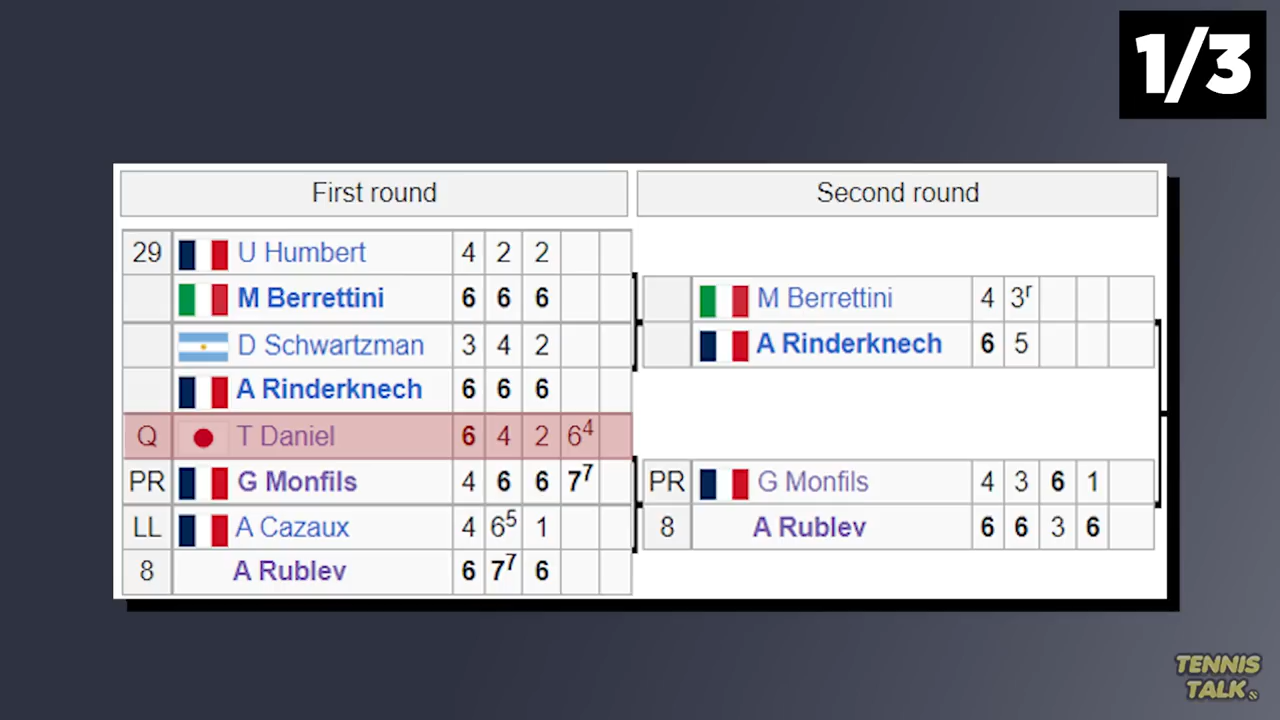 1/3
First round
Second round
29 U Humbert 4 2 2
M Berrettini 6 6 6
D Schwartzman 3 4 2
A Rinderknech 6 6 6
Q T Daniel 6 4 2 6⁴
PR G Monfils 4 6 6 7⁷
LL A Cazaux 4 6⁵ 1
8 A Rublev 6 7⁷ 6
M Berrettini 4 3ʳ
A Rinderknech 6 5
PR G Monfils 4 3 6 1
8 A Rublev 6 6 3 6
TENNIS
TALK